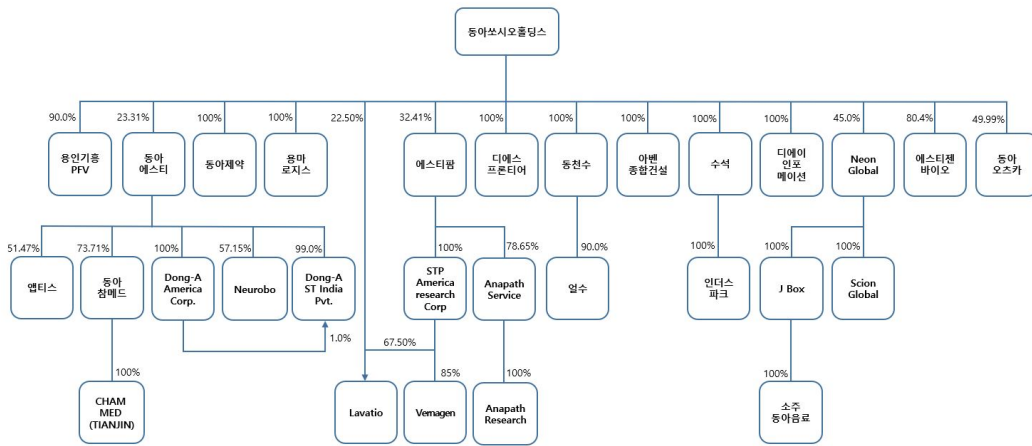 동아쏘시오홀딩스
90.0%
23.31%
100%
100%
22.50%
32.41%
100%
100%
100%
100%
100%
45.0%
80.4%
49.99%
용인기흥
PFV
동아
에스티
동아제약
용마
로지스
에스티팜
디에스
프론티어
동천수
아벤
종합건설
수석
디에이
인포
메이션
Neon
Global
에스티젠
바이오
동아
오츠카
51.47%
73.71%
100%
57.15%
99.0%
100%
78.65%
90.0%
100%
100%
100%
앱티스
동아
참메드
Dong-A
America
Corp.
Neurobo
Dong-A
ST India
Pvt.
STP
America
research
Corp
Anapath
Service
얼수
인더스
파크
J Box
Scion
Global
1.0%
67.50%
100%
85%
100%
100%
CHAM
MED
(TIANJIN)
Lavatio
Vernagen
Anapath
Research
소주
동아음료